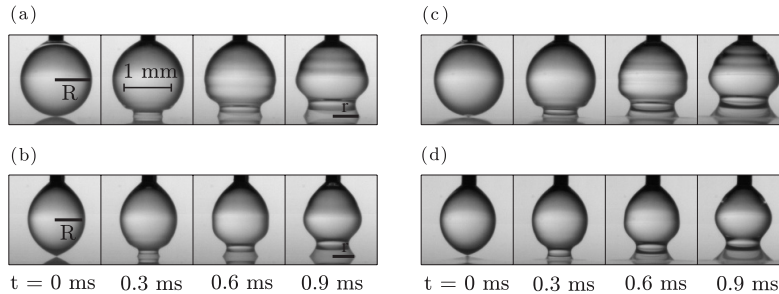 (a)
(c)
1 mm
R
r
(b)
(d)
R
r
t = 0 ms 0.3 ms 0.6 ms 0.9 ms t = 0 ms 0.3 ms 0.6 ms 0.9 ms